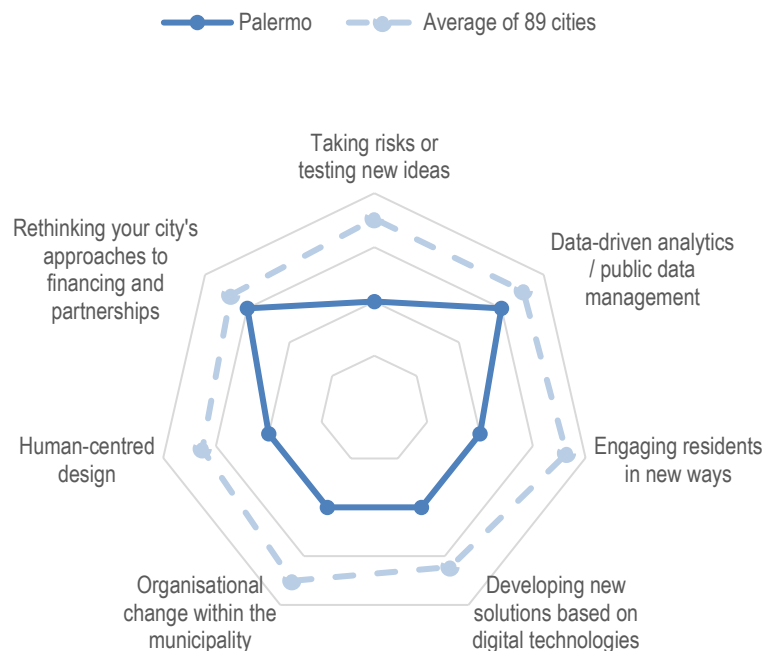 Palermo
Average of 89 cities
Taking risks or
testing new ideas
Data-driven analytics
/ public data
management
Engaging residents
in new ways
Developing new
solutions based on
digital technologies
Organisational
change within the
municipality
Human-centred
design
Rethinking your city's
approaches to
financing and
partnerships